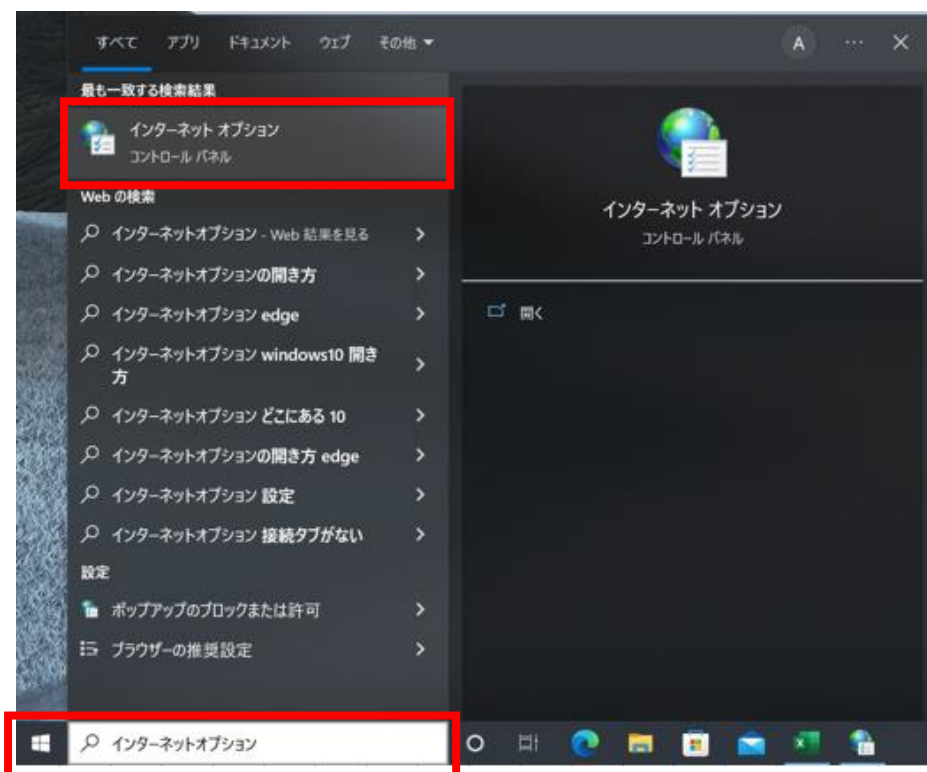 すべて アプリ ドキュメント ウェブ その他 ▼ A … ×
最も一致する検索結果
インターネット オプション
コントロール パネル
Web の検索
インターネットオプション - Web 結果を見る
インターネットオプションの開き方
インターネットオプション edge
インターネットオプション windows10 開き
方
インターネットオプション どこにある 10
インターネットオプションの開き方 edge
インターネットオプション 設定
インターネットオプション 接続タブがない
設定
ポップアップのブロックまたは許可
ブラウザーの推奨設定
インターネット オプション
コントロール パネル
開く
インターネットオプション